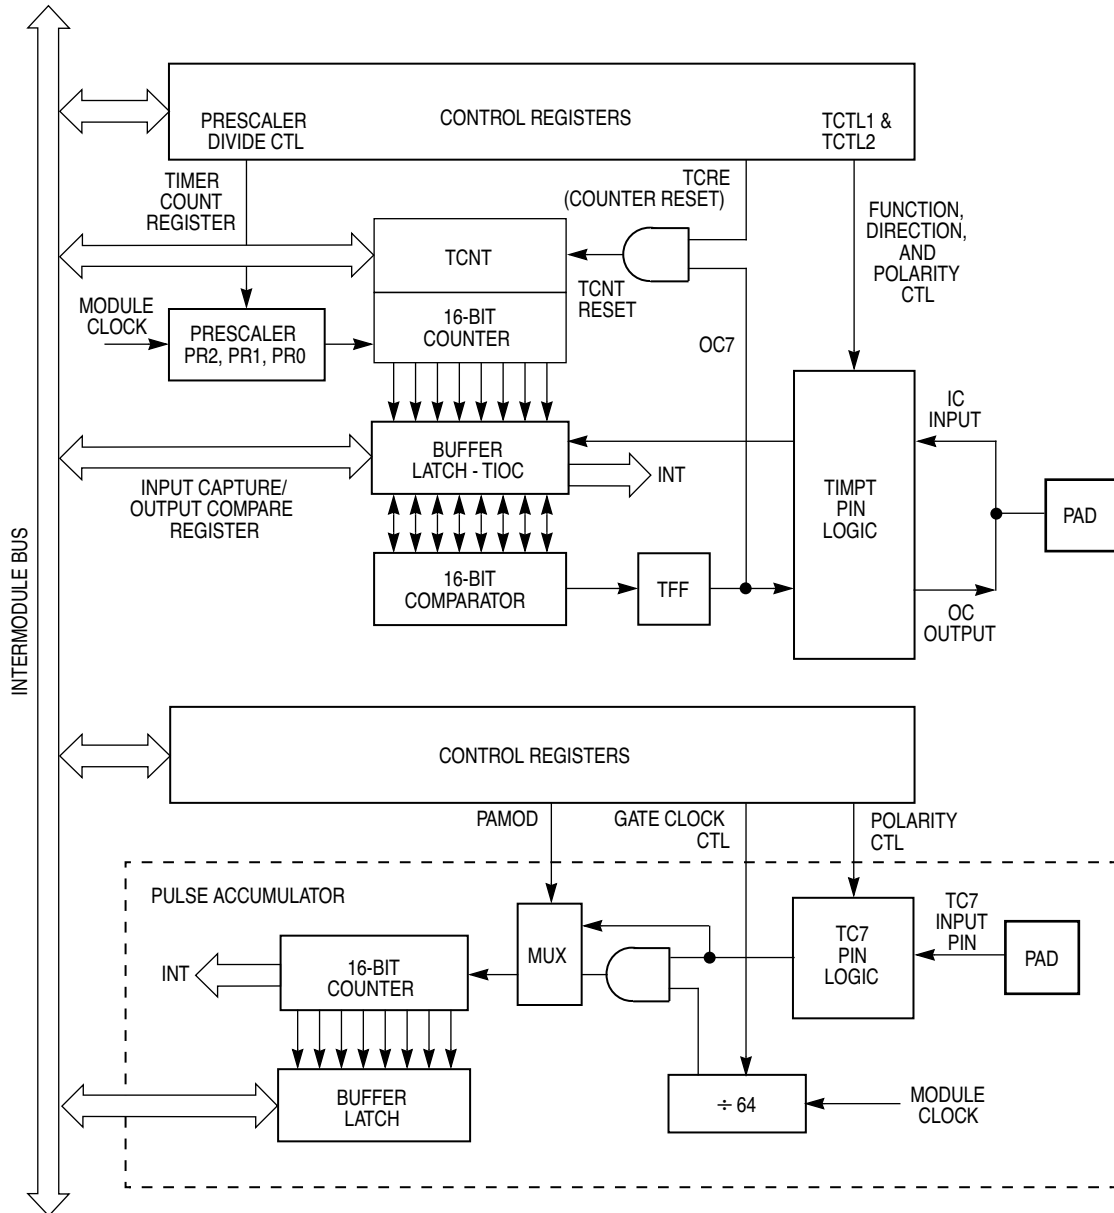 INTERMODULE BUS
PRESCALER
DIVIDE CTL
CONTROL REGISTERS
TCTL1 &
TCTL2
TIMER
COUNT
REGISTER
TCRE
(COUNTER RESET)
FUNCTION,
DIRECTION,
AND
POLARITY
CTL
TCNT
TCNT
RESET
MODULE
CLOCK
PRESCALER
PR2, PR1, PR0
16-BIT
COUNTER
OC7
IC
INPUT
BUFFER
LATCH - TIOC
INT
INPUT CAPTURE/
OUTPUT COMPARE
REGISTER
TIMPT
PIN
LOGIC
PAD
16-BIT
COMPARATOR
TFF
OC
OUTPUT
CONTROL REGISTERS
PAMOD
GATE CLOCK
CTL
POLARITY
CTL
PULSE ACCUMULATOR
MUX
TC7
PIN
LOGIC
TC7
INPUT
PIN
PAD
INT
16-BIT
COUNTER
BUFFER
LATCH
÷ 64
MODULE
CLOCK